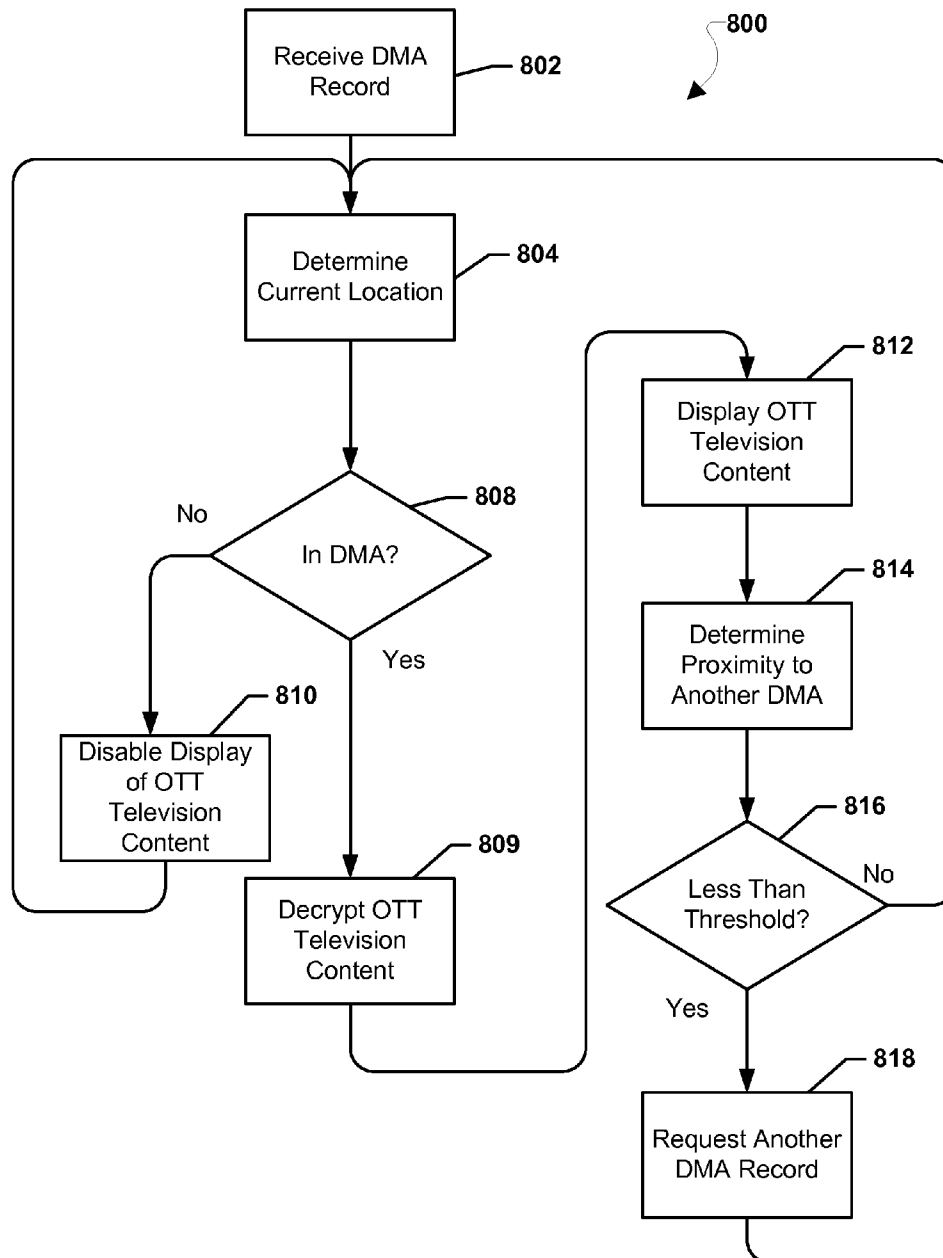 800
Receive DMA
Record
802
Determine
Current Location
804
In DMA?
808
No
Yes
810
Disable Display
of OTT
Television
Content
809
Decrypt OTT
Television
Content
812
Display OTT
Television
Content
814
Determine
Proximity to
Another DMA
816
Less Than
Threshold?
No
Yes
818
Request Another
DMA Record